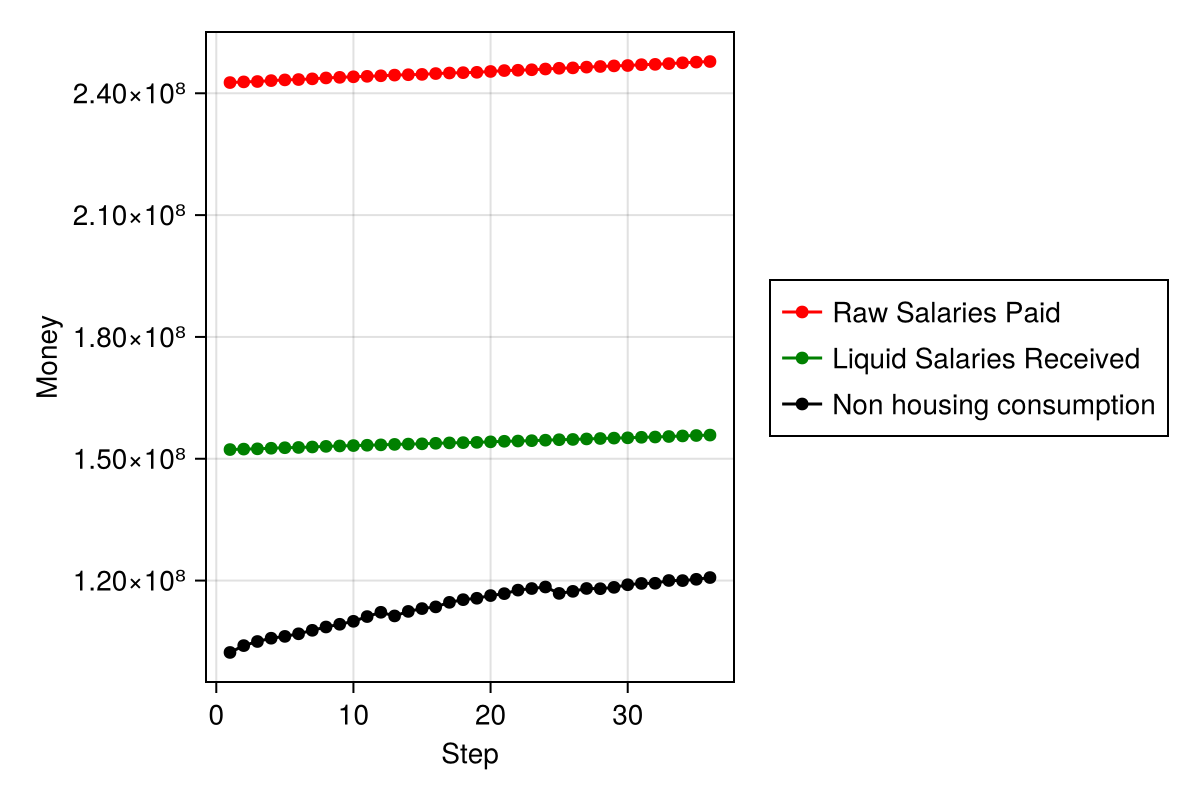 2.40×10⁸
2.10×10⁸
1.80×10⁸
1.50×10⁸
1.20×10⁸
Money
0 10 20 30
Step
Raw Salaries Paid
Liquid Salaries Received
Non housing consumption